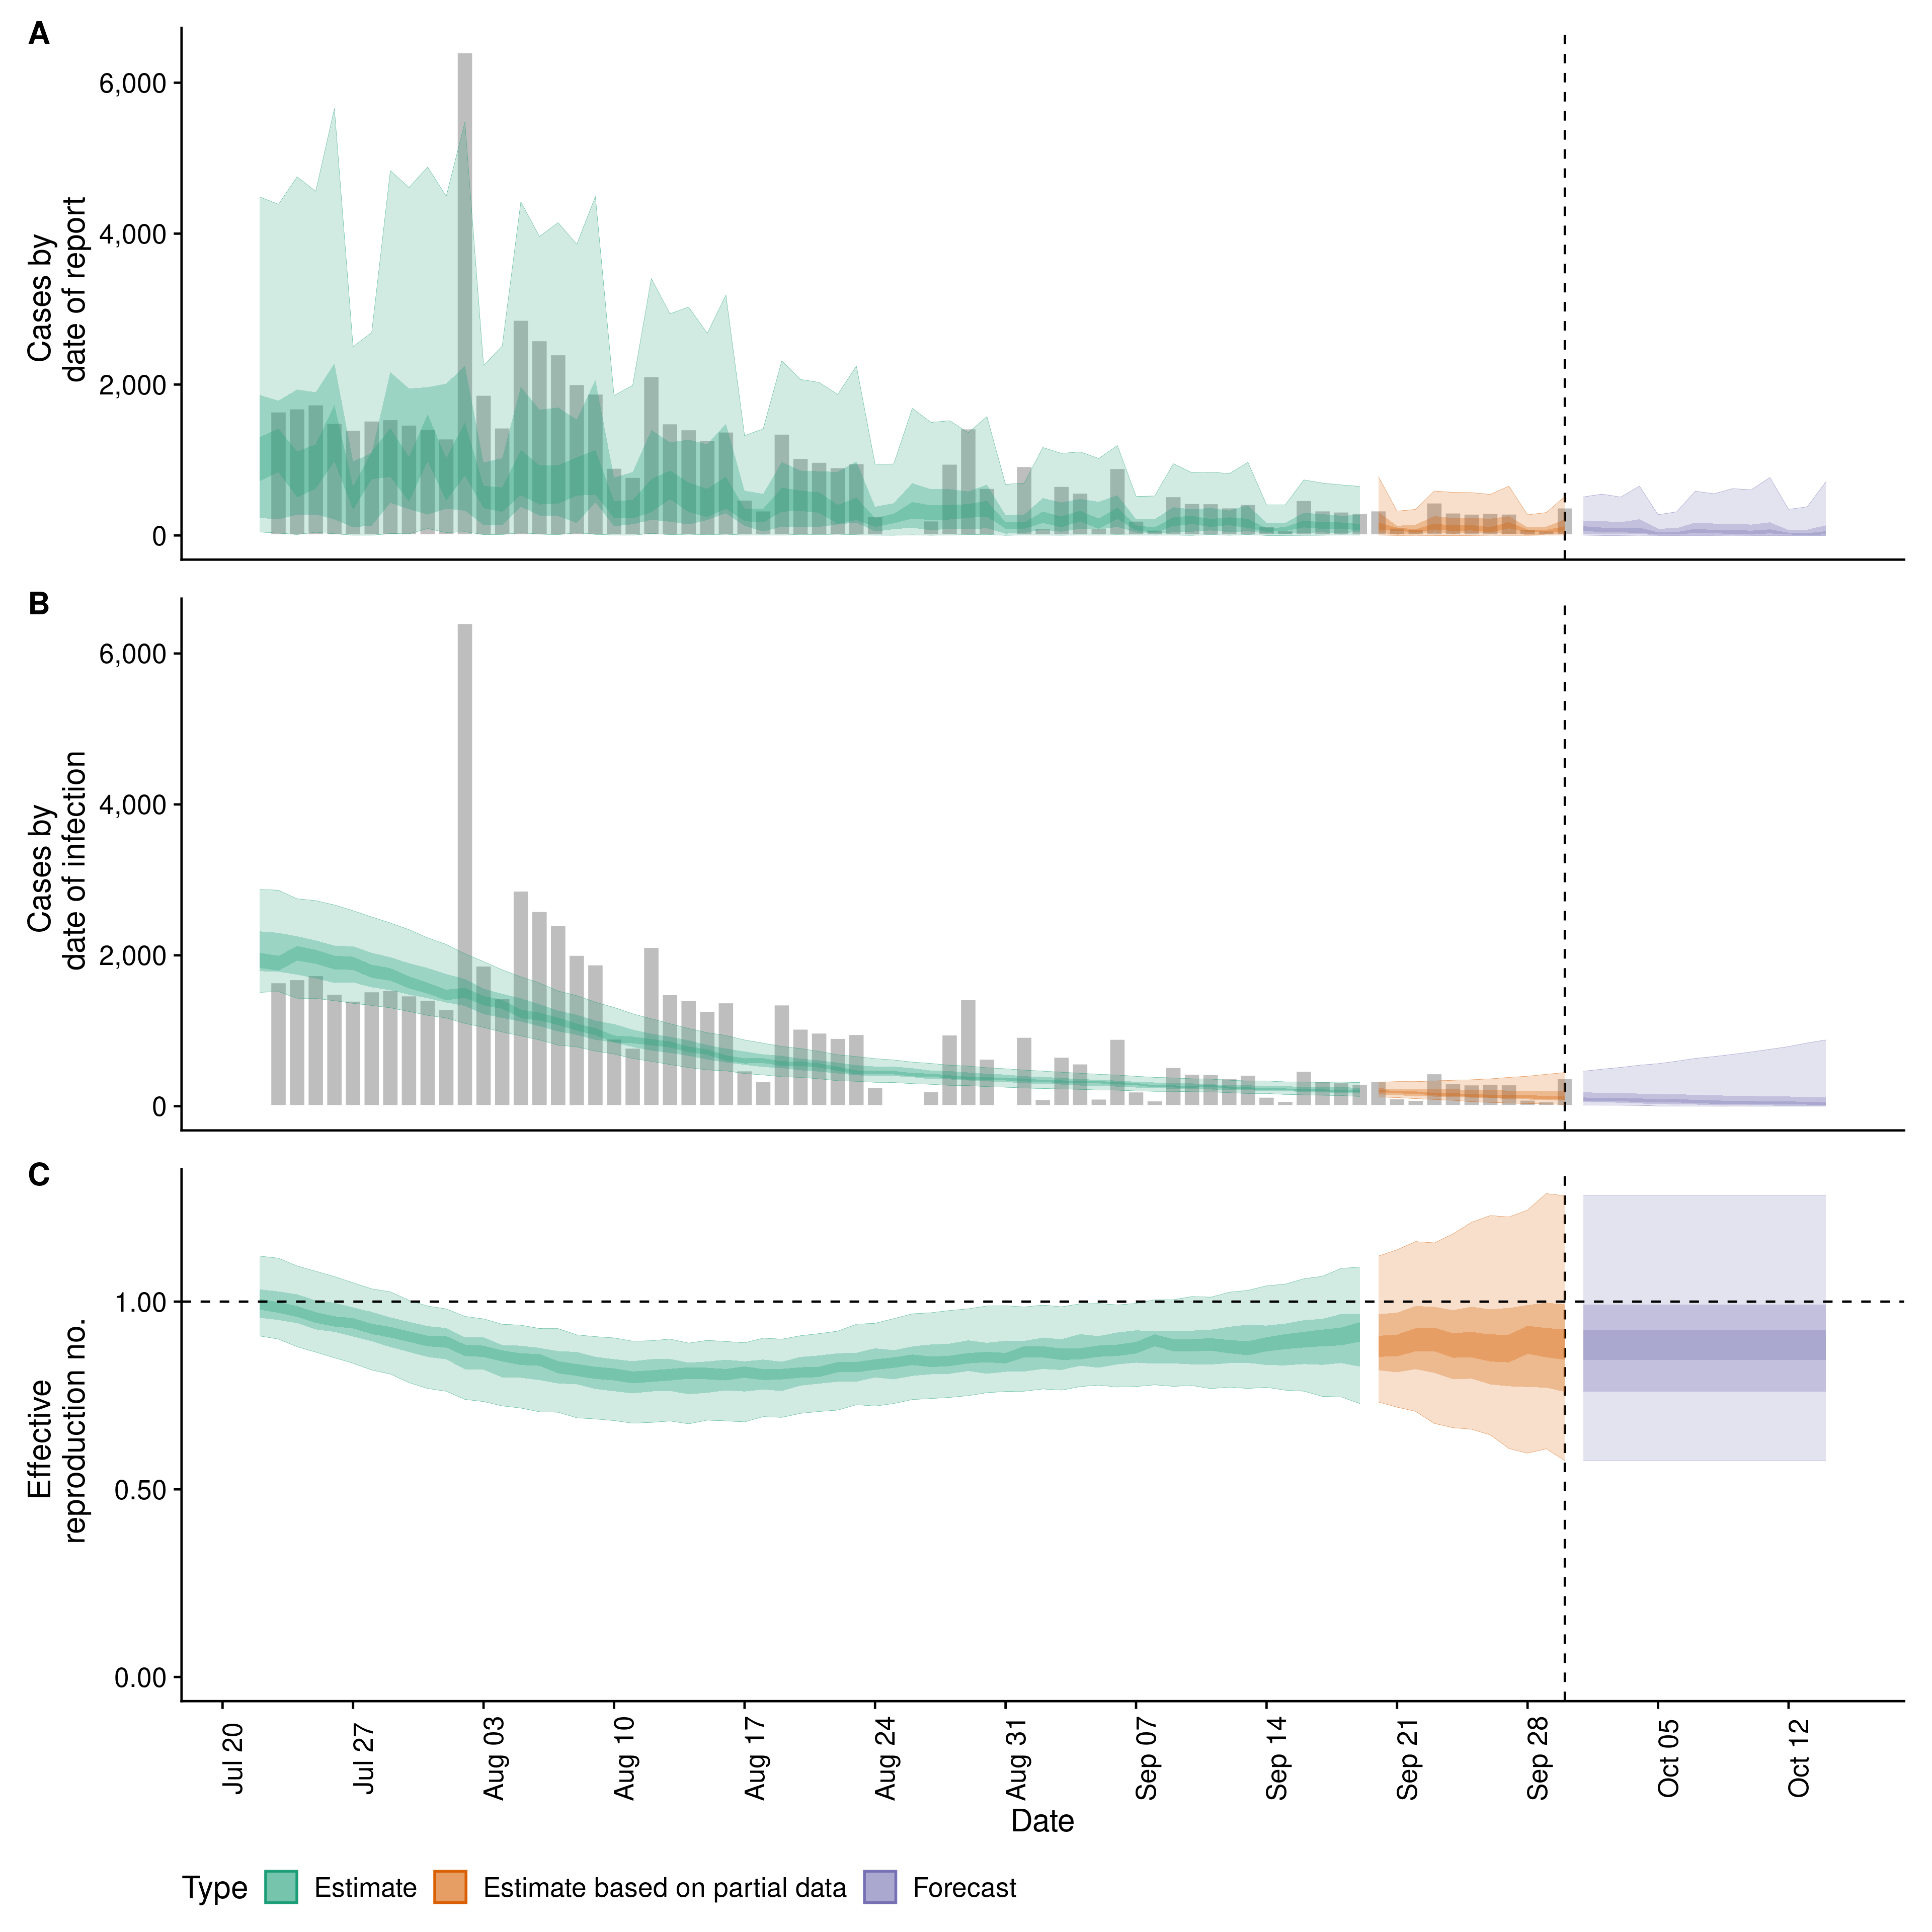 A
6,000
4,000
2,000
0
Cases by
date of report
B
6,000
4,000
2,000
0
Cases by
date of infection
C
1.00
0.50
0.00
Effective
reproduction no.
Jul 20
Jul 27
Aug 03
Aug 10
Aug 17
Aug 24
Aug 31
Sep 07
Sep 14
Sep 21
Sep 28
Oct 05
Oct 12
Date
Type Estimate Estimate based on partial data Forecast